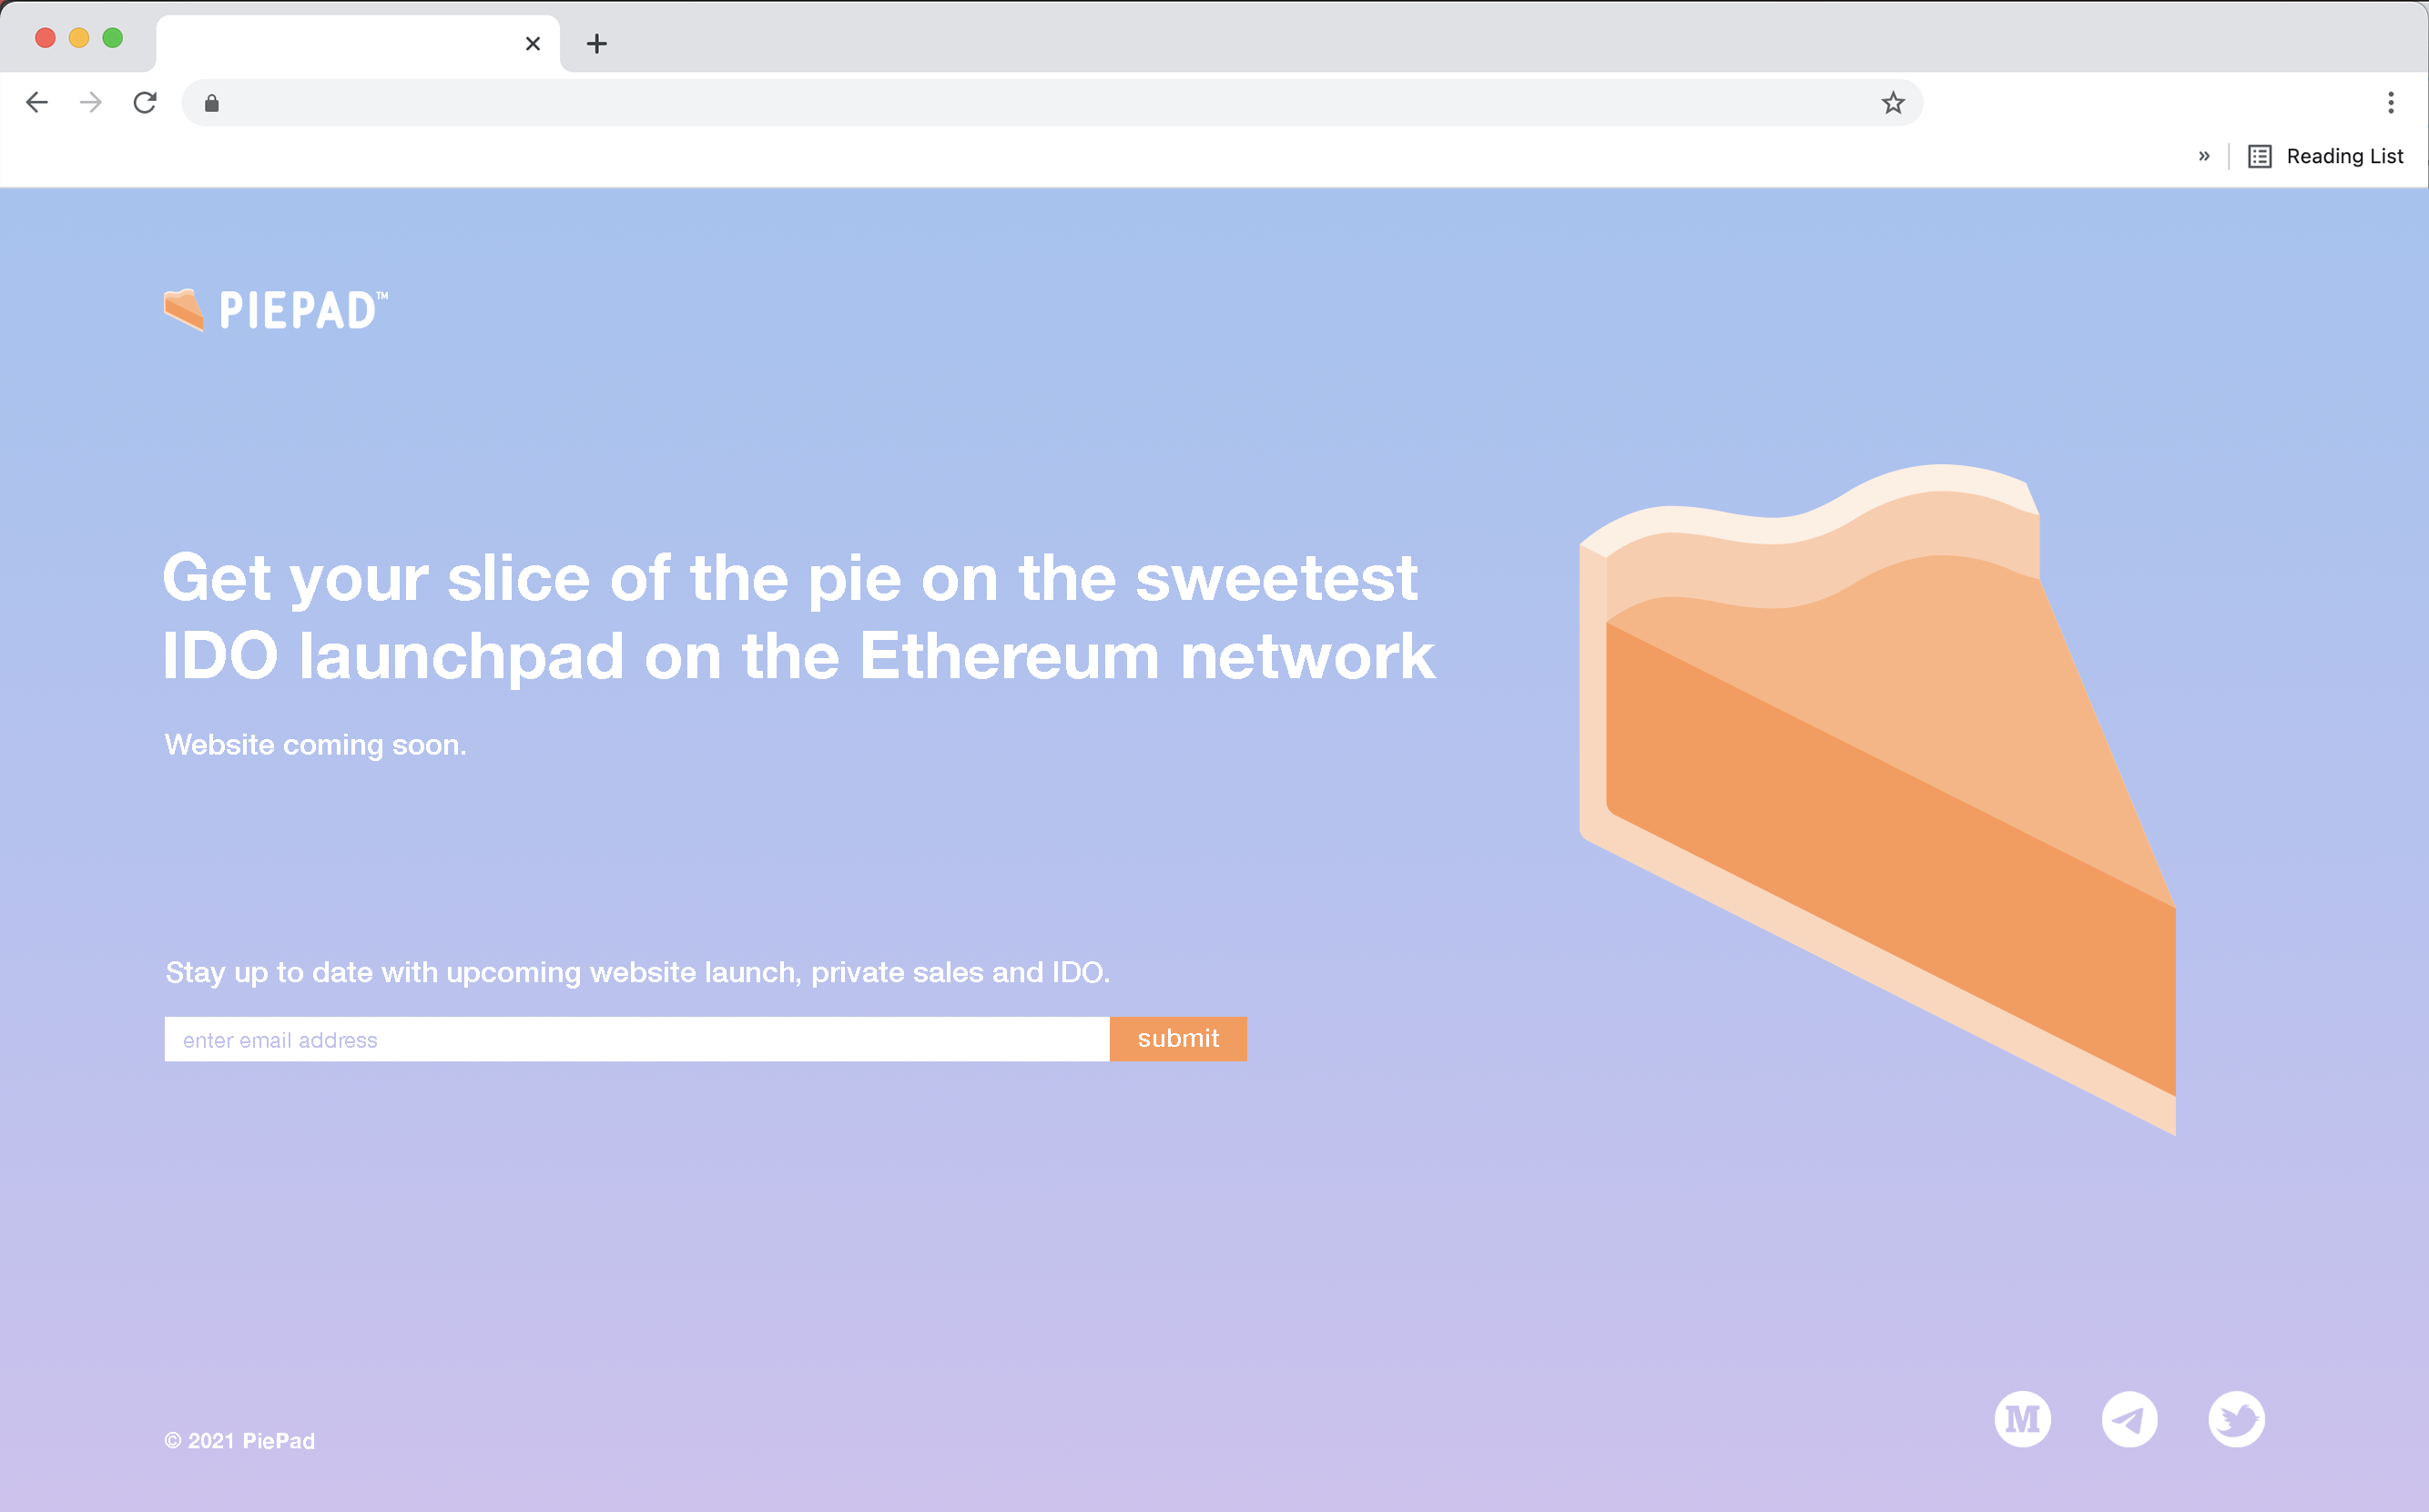 Reading List
PIEPAD™
Get your slice of the pie on the sweetest
IDO launchpad on the Ethereum network
Website coming soon.
Stay up to date with upcoming website launch, private sales and IDO.
enter email address
submit
M
© 2021 PiePad